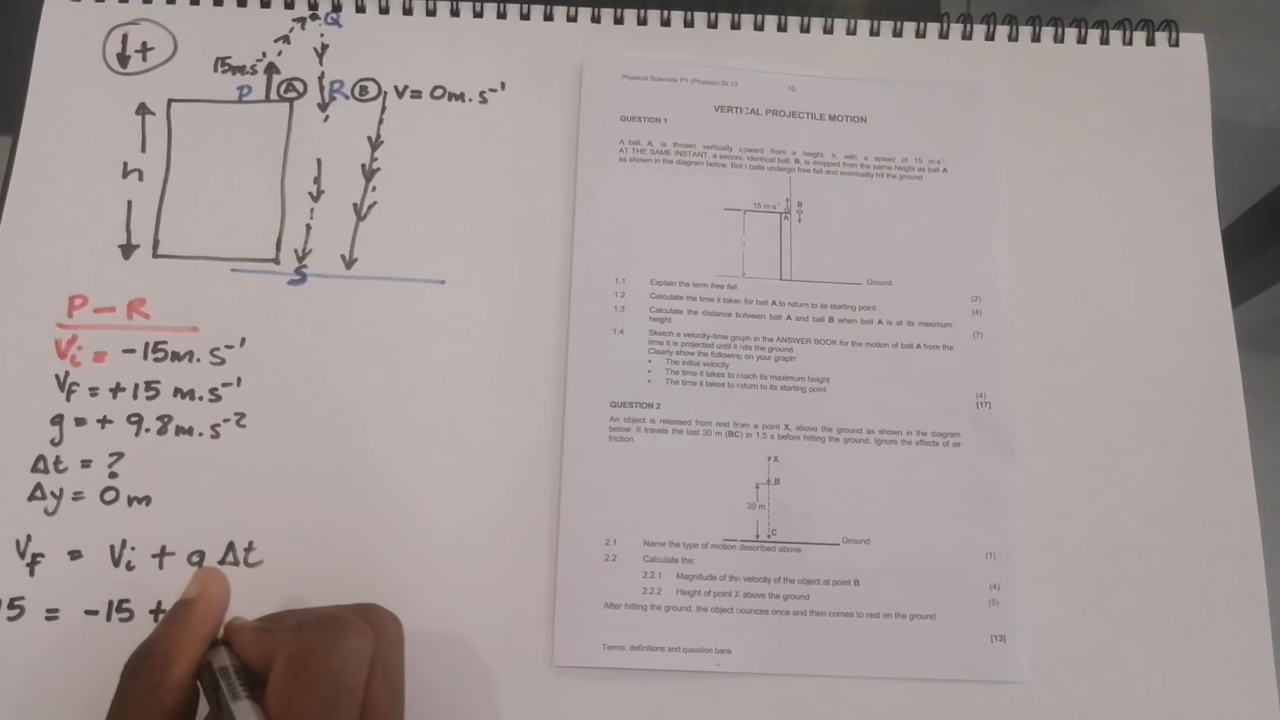 ↓+
Q
15m.s⁻¹
P A R B V = 0m.s⁻¹
h
S
P – R
Vi = -15m.s⁻¹
VF = +15 m.s⁻¹
g = + 9.8m.s⁻²
Δt = ?
Δy = 0m
VF = Vi + g Δt
15 = -15 +
Physical Sciences P1 (Physics) Gr 12
10
VERTICAL PROJECTILE MOTION
QUESTION 1
A ball, A, is thrown vertically upward from a height, h, with a speed of 15 m·s⁻¹
AT THE SAME INSTANT, a second identical ball, B, is dropped from the same height as ball A
as shown in the diagram below. Both balls undergo free fall and eventually hit the ground
15 m·s⁻¹
B
A
Ground
1.1 Explain the term free fall (2)
1.2 Calculate the time it takes for ball A to return to its starting point. (4)
1.3 Calculate the distance between ball A and ball B when ball A is at its maximum
height. (7)
1.4 Sketch a velocity-time graph in the ANSWER BOOK for the motion of ball A from the
time it is projected until it hits the ground.
Clearly show the following on your graph:
• The initial velocity
• The time it takes to reach its maximum height
• The time it takes to return to its starting point
(4)
[17]
QUESTION 2
An object is released from rest from a point X, above the ground as shown in the diagram
below. It travels the last 30 m (BC) in 1,5 s before hitting the ground. Ignore the effects of air
friction.
X
B
30 m
C
Ground
2.1 Name the type of motion described above. (1)
2.2 Calculate the:
2.2.1 Magnitude of the velocity of the object at point B (4)
2.2.2 Height of point X above the ground (5)
After hitting the ground, the object bounces once and then comes to rest on the ground.
[13]
Terms, definitions and question bank